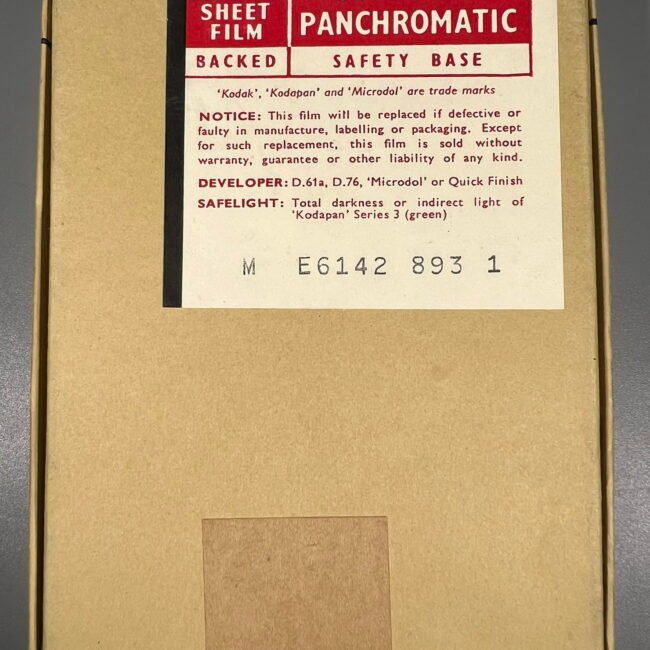 SHEET PANCHROMATIC
FILM
BACKED SAFETY BASE
'Kodak', 'Kodapan' and 'Microdol' are trade marks
NOTICE: This film will be replaced if defective or
faulty in manufacture, labelling or packaging. Except
for such replacement, this film is sold without
warranty, guarantee or other liability of any kind.
DEVELOPER: D.61a, D.76, 'Microdol' or Quick Finish
SAFELIGHT: Total darkness or indirect light of
'Kodapan' Series 3 (green)
M E6142 893 1